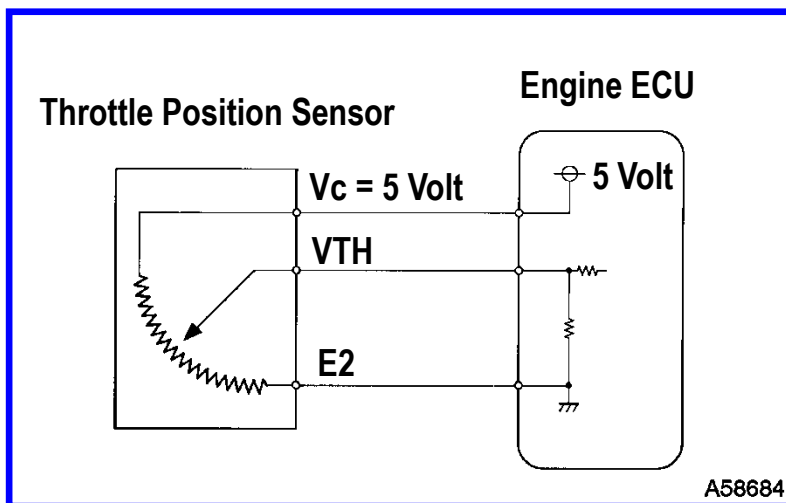 Engine ECU
Throttle Position Sensor
Vc = 5 Volt
5 Volt
VTH
E2
A58684